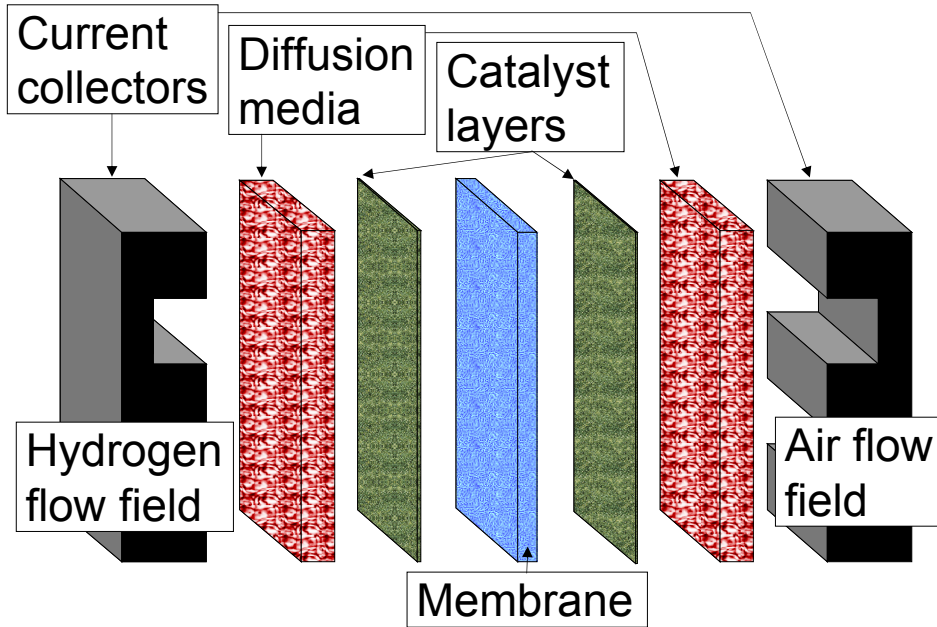 Current
collectors
Diffusion
media
Catalyst
layers
Hydrogen
flow field
Air flow
field
Membrane